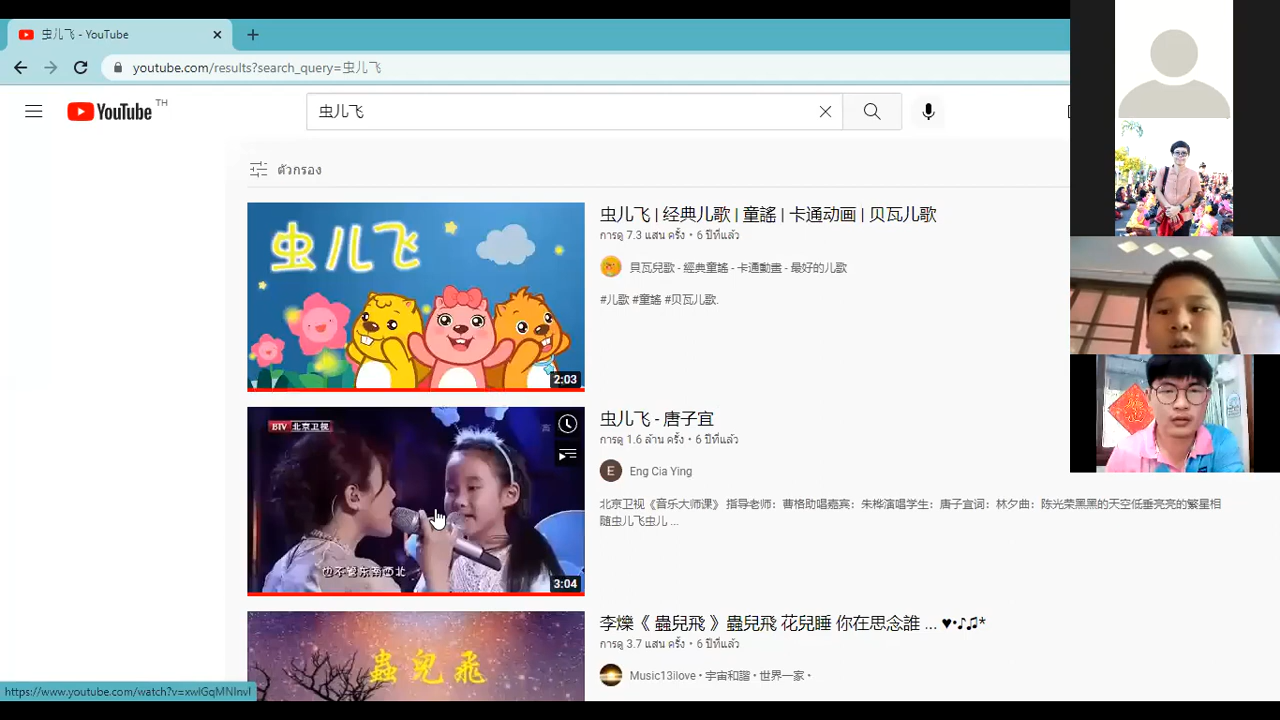 虫儿飞 - YouTube
youtube.com/results?search_query=虫儿飞
YouTube TH
虫儿飞
ตัวกรอง
虫儿飞
2:03
虫儿飞 | 经典儿歌 | 童謠 | 卡通动画 | 贝瓦儿歌
การดู 7.3 แสน ครั้ง • 6 ปีที่แล้ว
貝瓦兒歌 - 經典童謠 - 卡通動畫 - 最好的儿歌
#儿歌 #童謠 #贝瓦儿歌.
BTV 北京卫视
也不管东南西北
3:04
虫儿飞 - 唐子宜
การดู 1.6 ล้าน ครั้ง • 6 ปีที่แล้ว
E Eng Cia Ying
北京卫视《音乐大师课》 指导老师：曹格助唱嘉宾：朱桦演唱学生：唐子宜词：林夕曲：陈光荣黑黑的天空低垂亮亮的繁星相
随虫儿飞虫儿 ...
蟲兒飛
李爍《 蟲兒飛 》蟲兒飛 花兒睡 你在思念誰 ... ♥•♪♫*
การดู 3.7 แสน ครั้ง • 6 ปีที่แล้ว
Music13ilove • 宇宙和諧 • 世界一家 •
https://www.youtube.com/watch?v=xwlGqMNlnvI